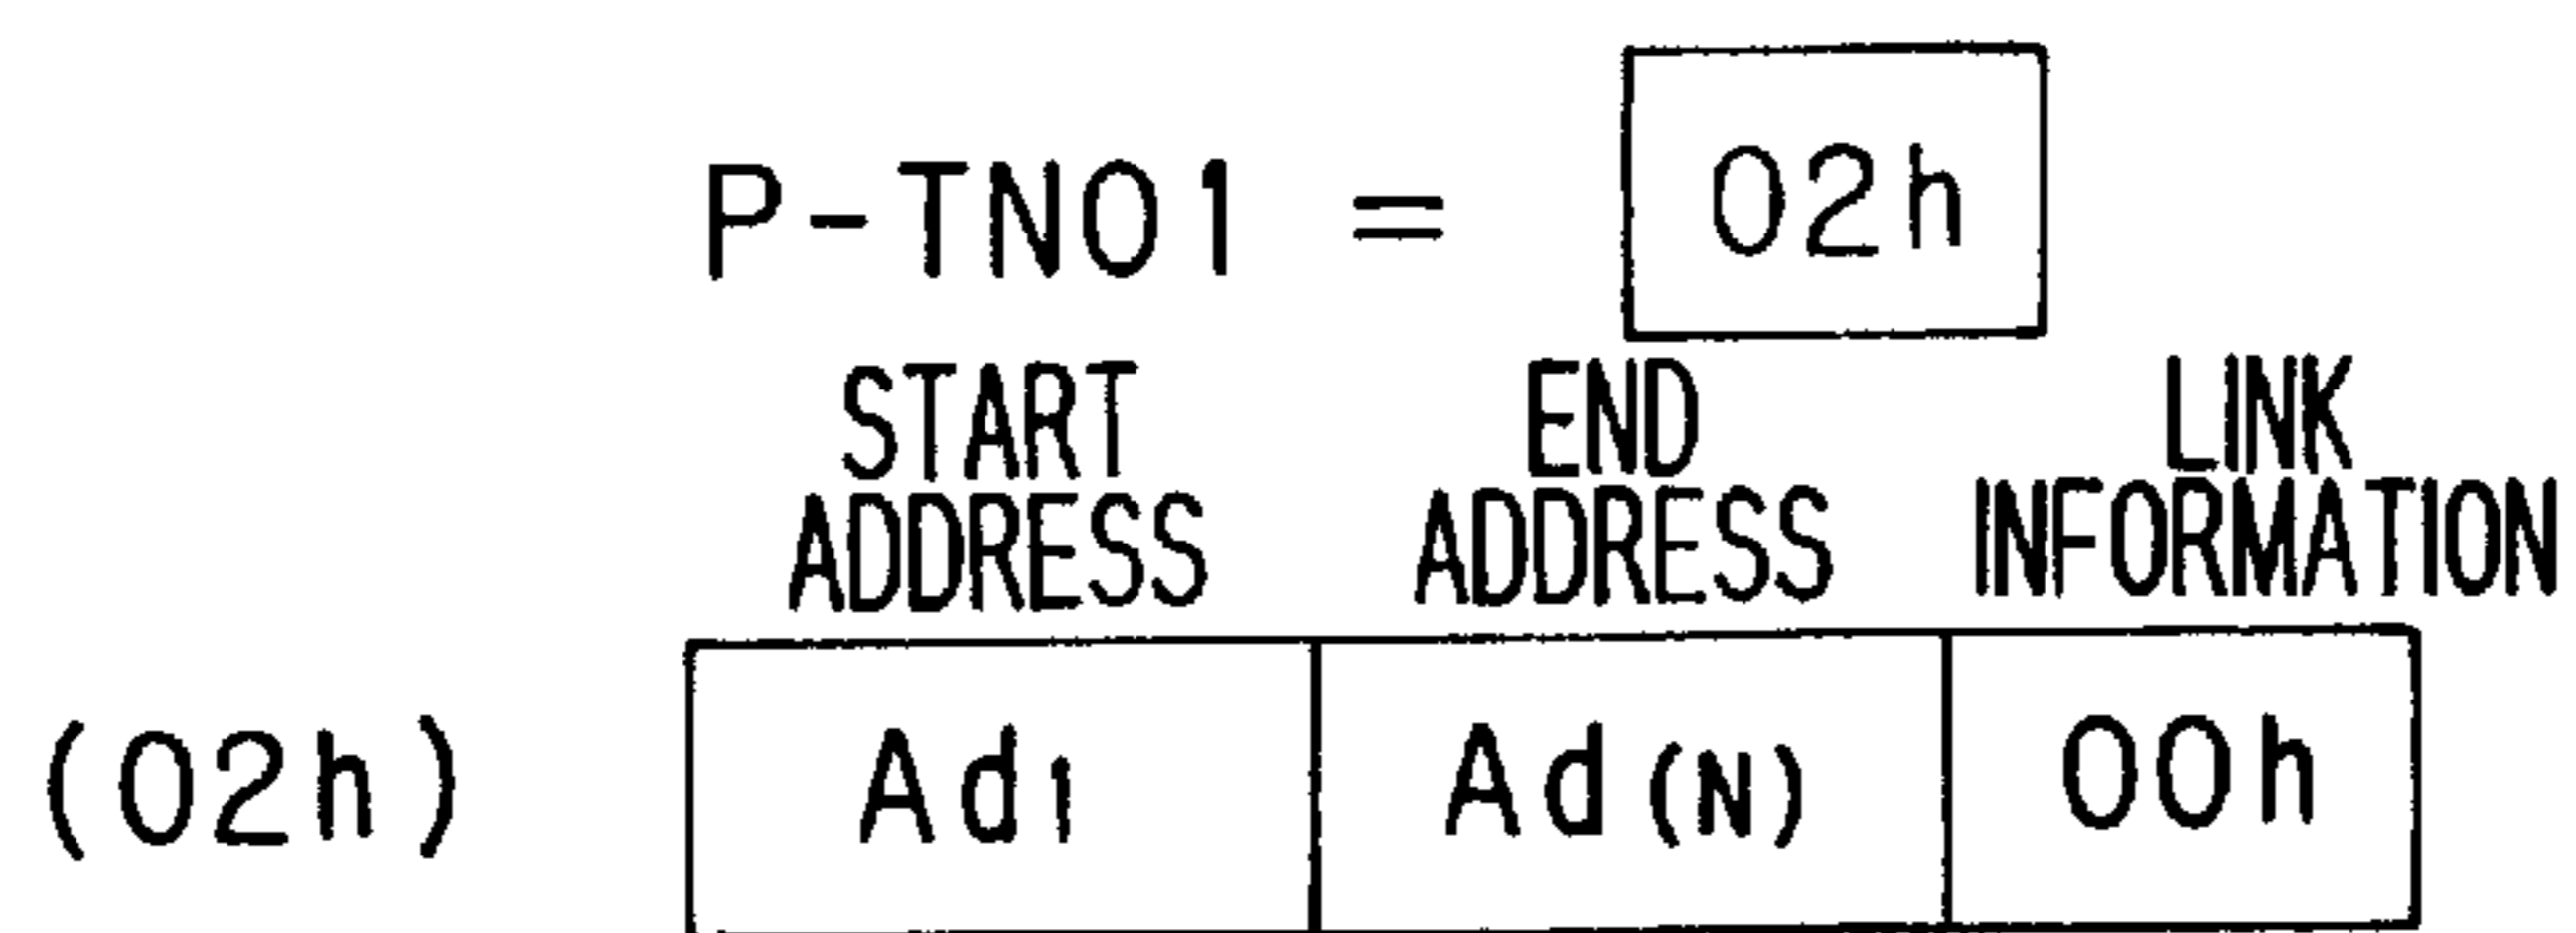 P-TNO1 = 02h
START ADDRESS END ADDRESS LINK INFORMATION
(02h) Ad1 Ad(N) 00h